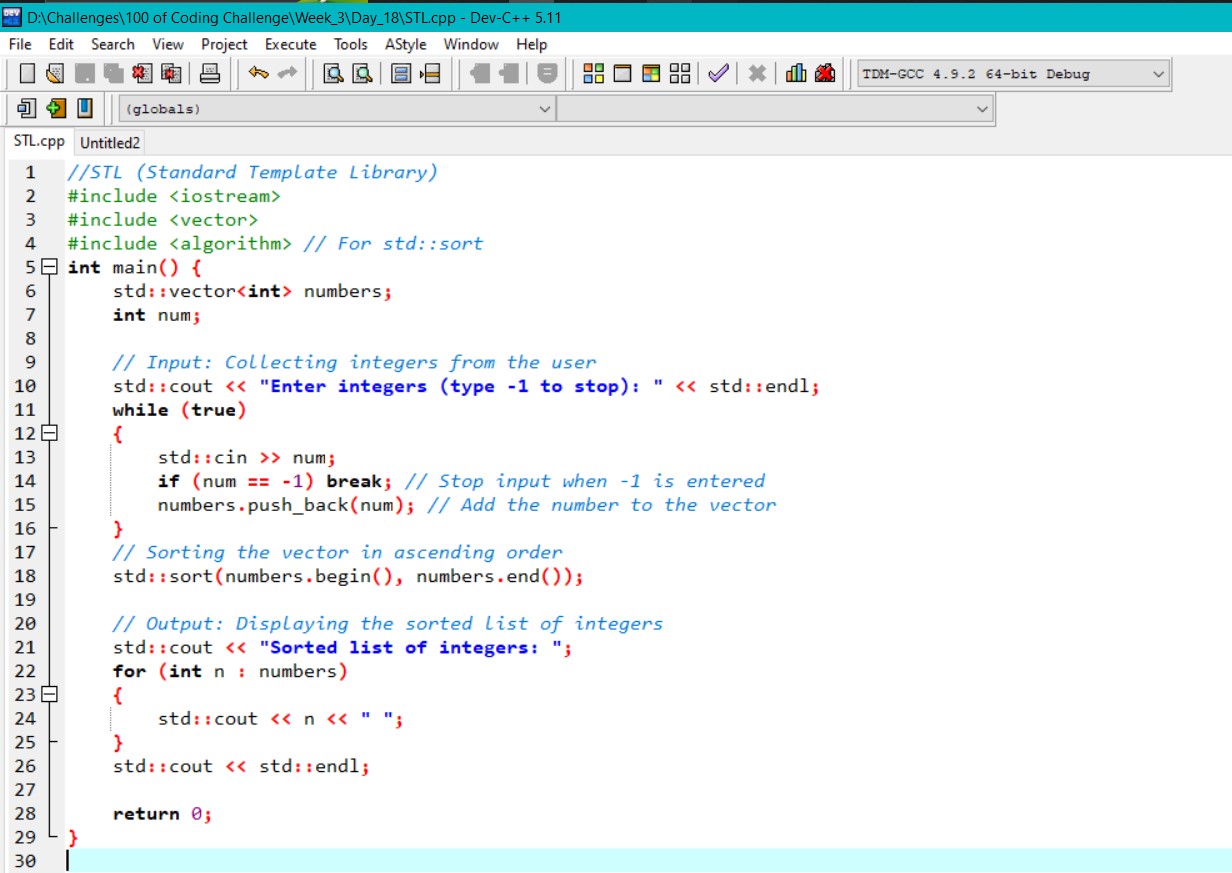 D:\Challenges\100 of Coding Challenge\Week_3\Day_18\STL.cpp - Dev-C++ 5.11
File Edit Search View Project Execute Tools AStyle Window Help
TDM-GCC 4.9.2 64-bit Debug
(globals)
STL.cpp Untitled2
1 //STL (Standard Template Library)
2 #include <iostream>
3 #include <vector>
4 #include <algorithm> // For std::sort
5 int main() {
6     std::vector<int> numbers;
7     int num;
8
9     // Input: Collecting integers from the user
10     std::cout << "Enter integers (type -1 to stop): " << std::endl;
11     while (true)
12     {
13         std::cin >> num;
14         if (num == -1) break; // Stop input when -1 is entered
15         numbers.push_back(num); // Add the number to the vector
16     }
17     // Sorting the vector in ascending order
18     std::sort(numbers.begin(), numbers.end());
19
20     // Output: Displaying the sorted list of integers
21     std::cout << "Sorted list of integers: ";
22     for (int n : numbers)
23     {
24         std::cout << n << " ";
25     }
26     std::cout << std::endl;
27
28     return 0;
29 }
30